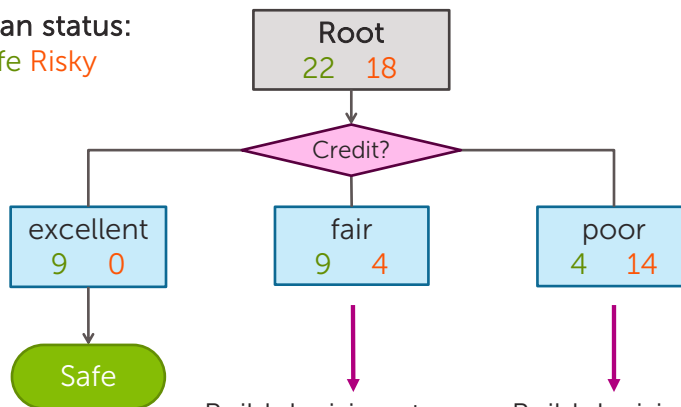 an status:
fe Risky
Root
22 18
Credit?
excellent
9 0
fair
9 4
poor
4 14
Safe